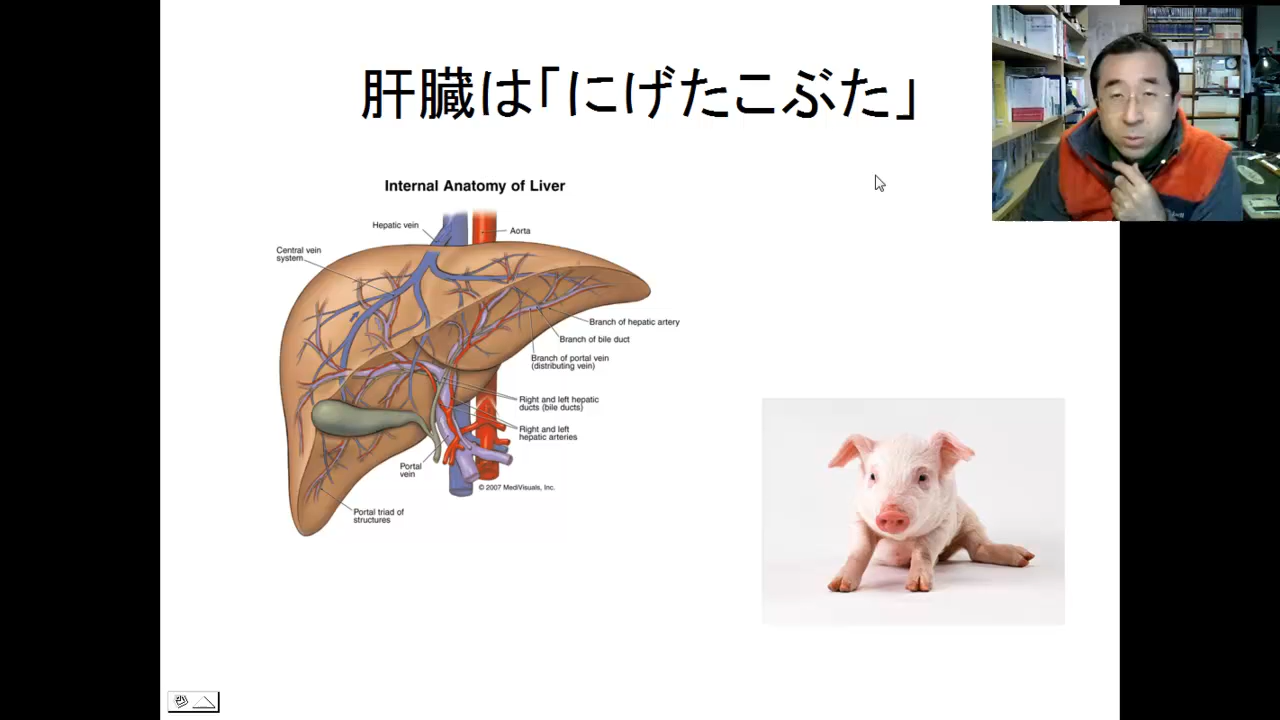 肝臓は「にげたこぶた」
Internal Anatomy of Liver
Hepatic vein
Aorta
Central vein
system
Branch of hepatic artery
Branch of bile duct
Branch of portal vein
(distributing vein)
Right and left hepatic
ducts (bile ducts)
Right and left
hepatic arteries
Portal
vein
© 2007 MediVisuals, Inc.
Portal triad of
structures